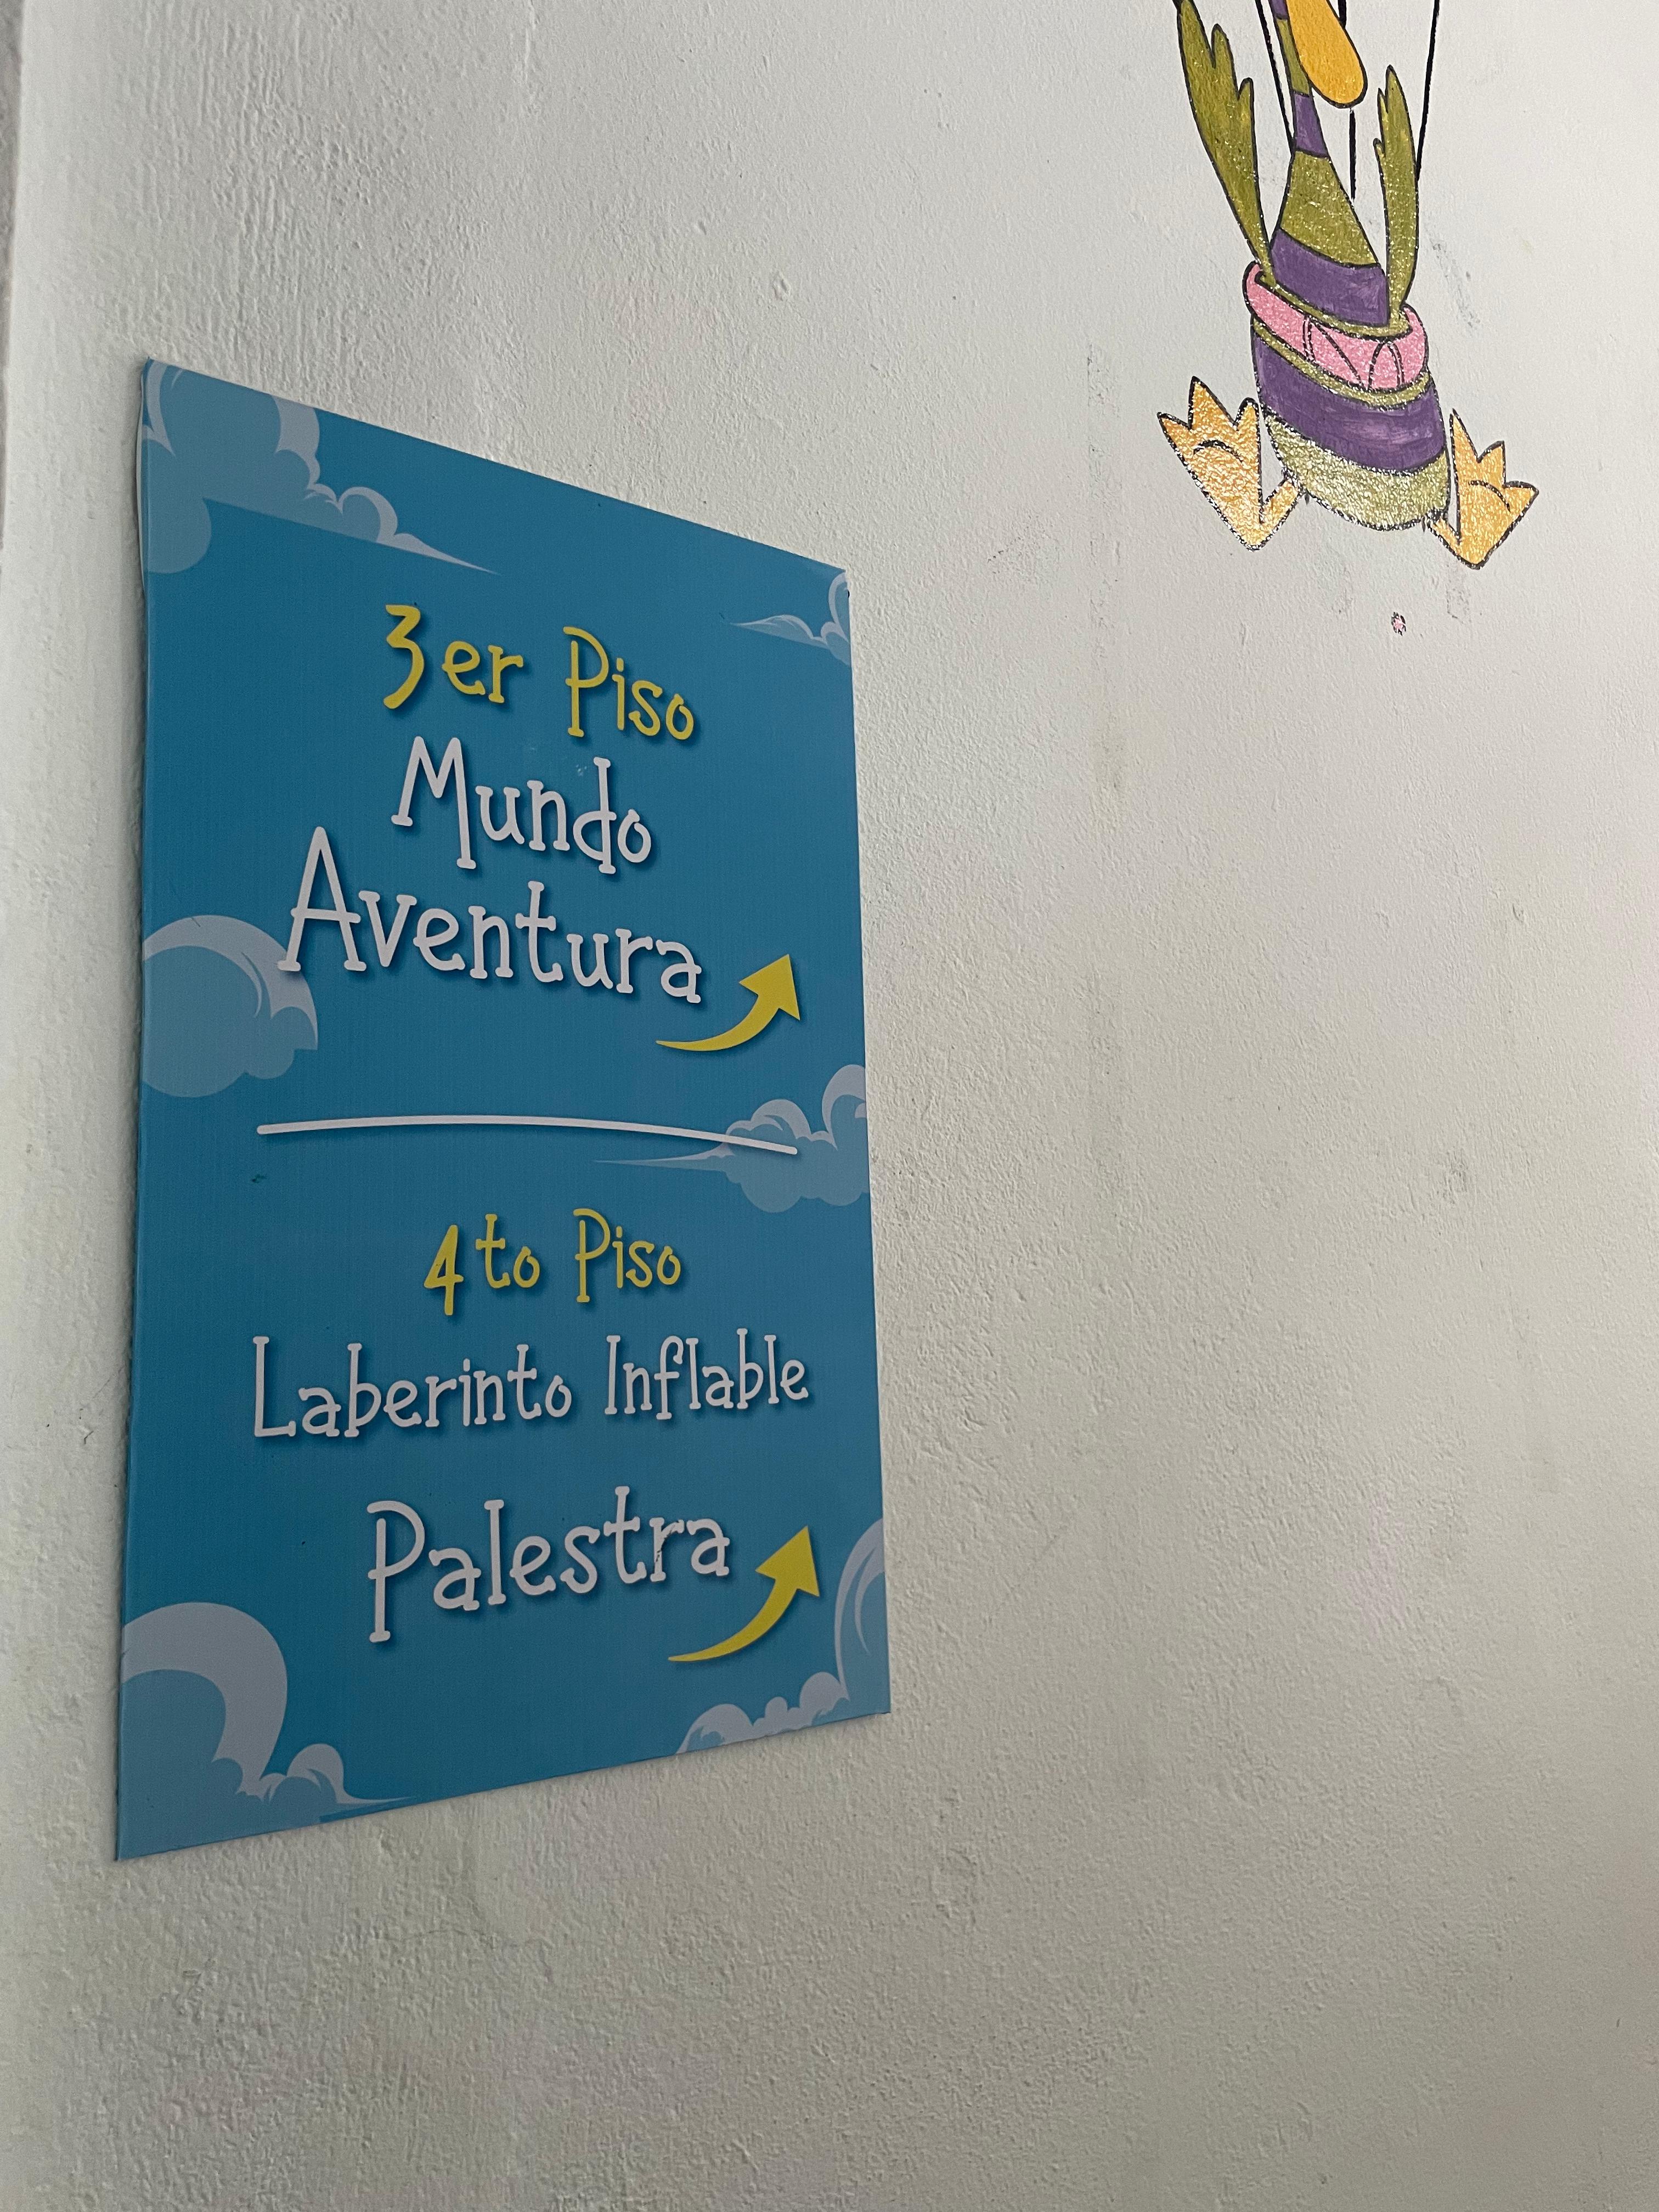 3er Piso
Mundo
Aventura
4to Piso
Laberinto Inflable
Palestra